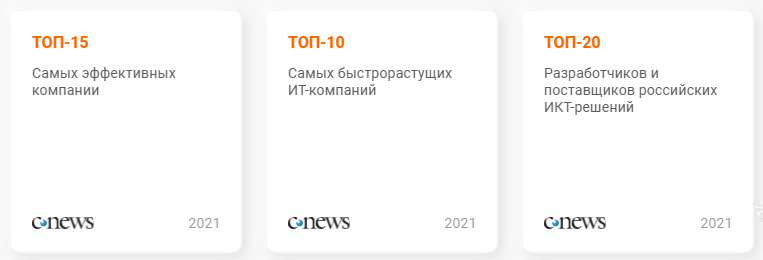 ТОП-15
Самых эффективных
компании
cnews
2021
ТОП-10
Самых быстрорастущих
ИТ-компаний
cnews
2021
ТОП-20
Разработчиков и
поставщиков российских
ИКТ-решений
cnews
2021